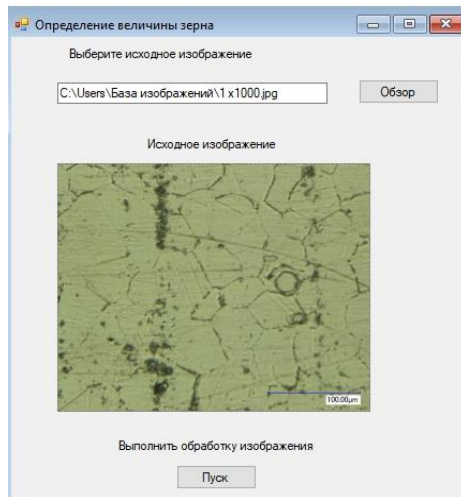 Определение величины зерна
Выберите исходное изображение
C:\Users\База изображений\1 x1000.jpg
Обзор
Исходное изображение
100.00µm
Выполнить обработку изображения
Пуск